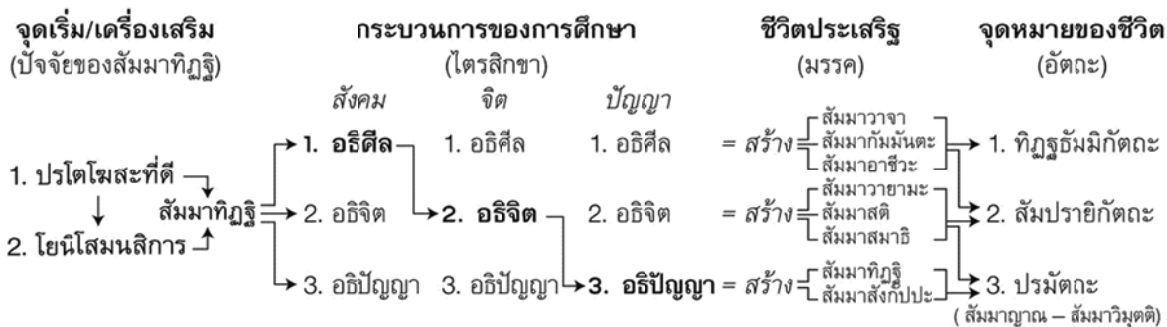 จุดเริ่ม/เครื่องเสริม กระบวนการของการศึกษา ชีวิตประเสริฐ จุดหมายของชีวิต
(ปัจจัยของสัมมาทิฏฐิ) (ไตรสิกขา) (มรรค) (อัตถะ)
สังคม จิต ปัญญา
สัมมาวาจา
1. อธิศีล 1. อธิศีล 1. อธิศีล = สร้าง สัมมากัมมันตะ 1. ทิฏฐธัมมิกัตถะ
สัมมาอาชีวะ
1. ปรโตโฆสะที่ดี
สัมมาวายามะ
สัมมาทิฏฐิ 2. อธิจิต 2. อธิจิต 2. อธิจิต = สร้าง สัมมาสติ 2. สัมปรายิกัตถะ
สัมมาสมาธิ
2. โยนิโสมนสิการ
สัมมาทิฏฐิ
3. อธิปัญญา 3. อธิปัญญา 3. อธิปัญญา = สร้าง สัมมาสังกัปปะ 3. ปรมัตถะ
( สัมมาญาณ – สัมมาวิมุตติ)